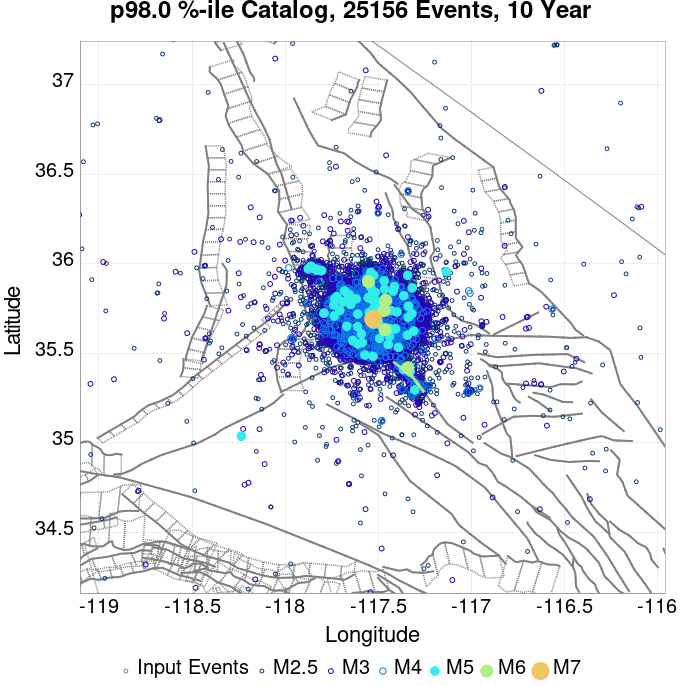 p98.0 %-ile Catalog, 25156 Events, 10 Year
37
36.5
36
35.5
35
34.5
Latitude
-119 -118.5 -118 -117.5 -117 -116.5 -116
Longitude
Input Events M2.5 M3 M4 M5 M6 M7